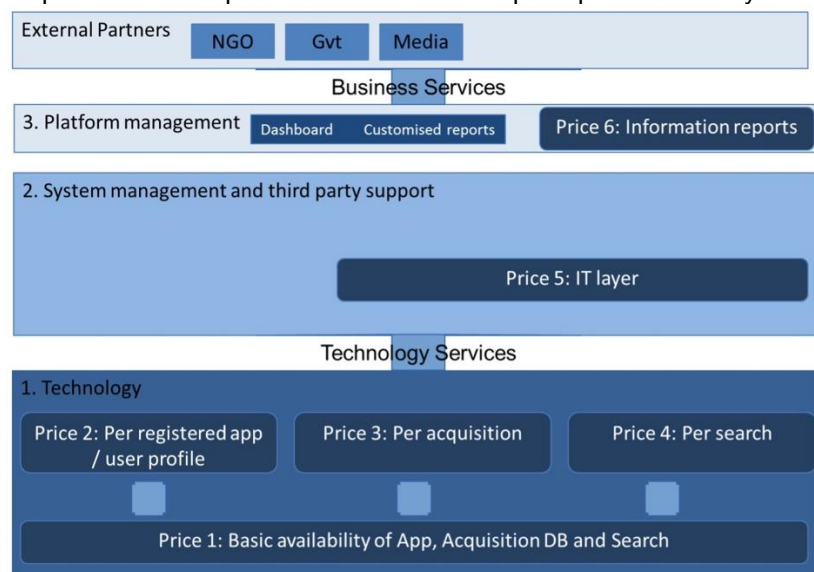 External Partners
NGO
Gvt
Media
Business Services
3. Platform management
Dashboard
Customised reports
Price 6: Information reports
2. System management and third party support
Price 5: IT layer
Technology Services
1. Technology
Price 2: Per registered app
/ user profile
Price 3: Per acquisition
Price 4: Per search
Price 1: Basic availability of App, Acquisition DB and Search